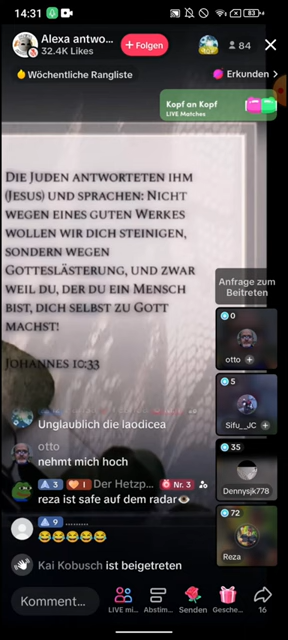 14:31
83
Alexa antwo...
32.4K Likes
+ Folgen
84
Wöchentliche Rangliste
Erkunden >
Kopf an Kopf
LIVE Matches
DIE JUDEN ANTWORTETEN IHM
(JESUS) UND SPRACHEN: NICHT
WEGEN EINES GUTEN WERKES
WOLLEN WIR DICH STEINIGEN,
SONDERN WEGEN
GOTTESLÄSTERUNG, UND ZWAR
WEIL DU, DER DU EIN MENSCH
BIST, DICH SELBST ZU GOTT
MACHST!
JOHANNES 10:33
Anfrage zum
Beitreten
0
otto +
5
Sifu__JC +
35
Dennysjk778
72
Reza
Unglaublich die laodicea
otto
nehmt mich hoch
3 1 Der Hetzp... Nr. 3
reza ist safe auf dem radar👁
9 .........
😂😂😂😂😂
Kai Kobusch ist beigetreten
Komment...
LIVE mi...
Abstim...
Senden
Gesche...
16